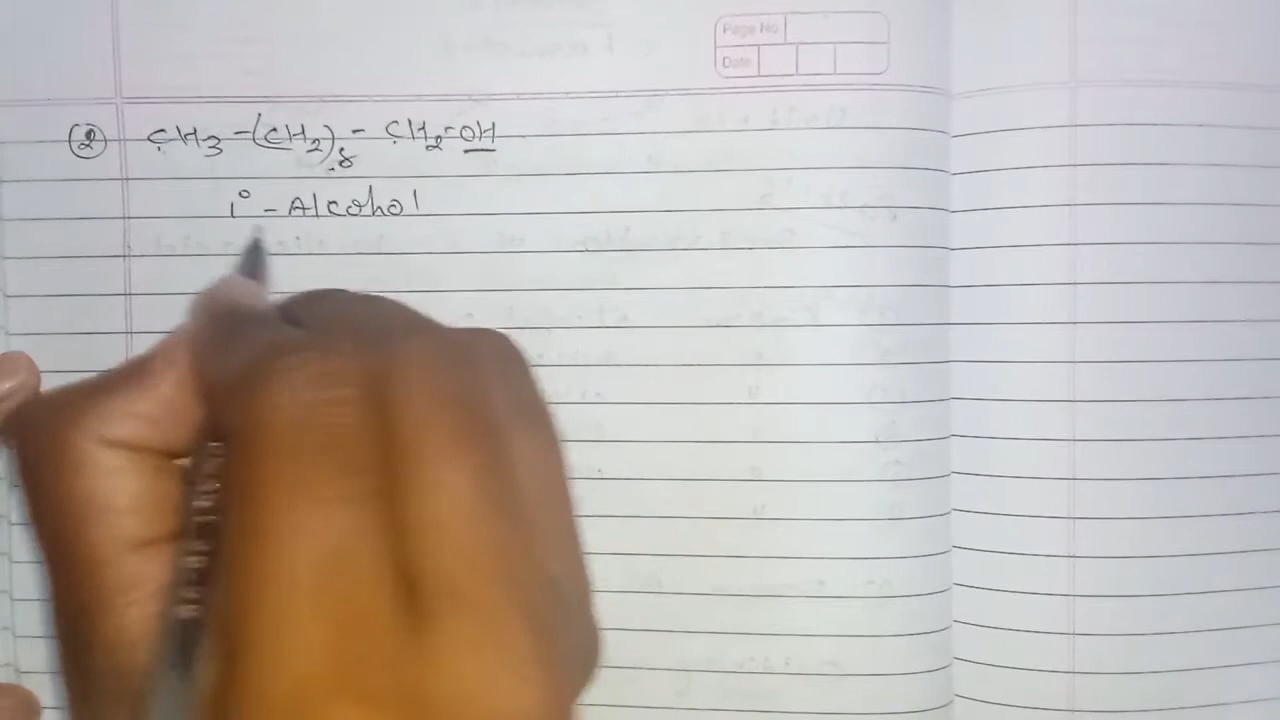 Page No
Date
② CH3-(CH2)8- CH2-OH
1° - Alcohol